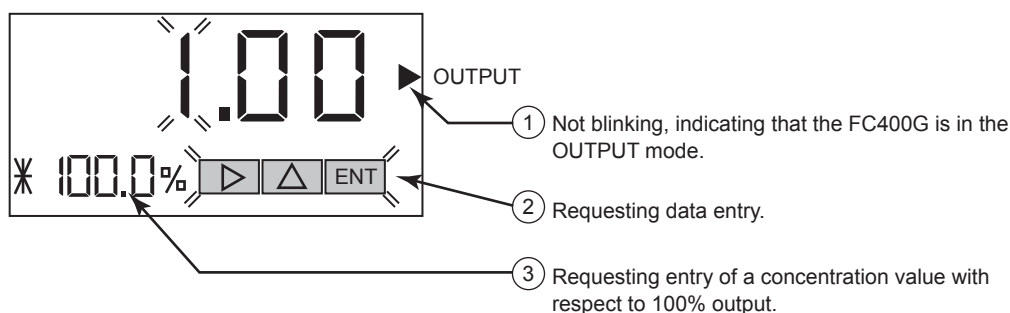 1.00
OUTPUT
1 Not blinking, indicating that the FC400G is in the
OUTPUT mode.
100.0% ENT
2 Requesting data entry.
3 Requesting entry of a concentration value with
respect to 100% output.